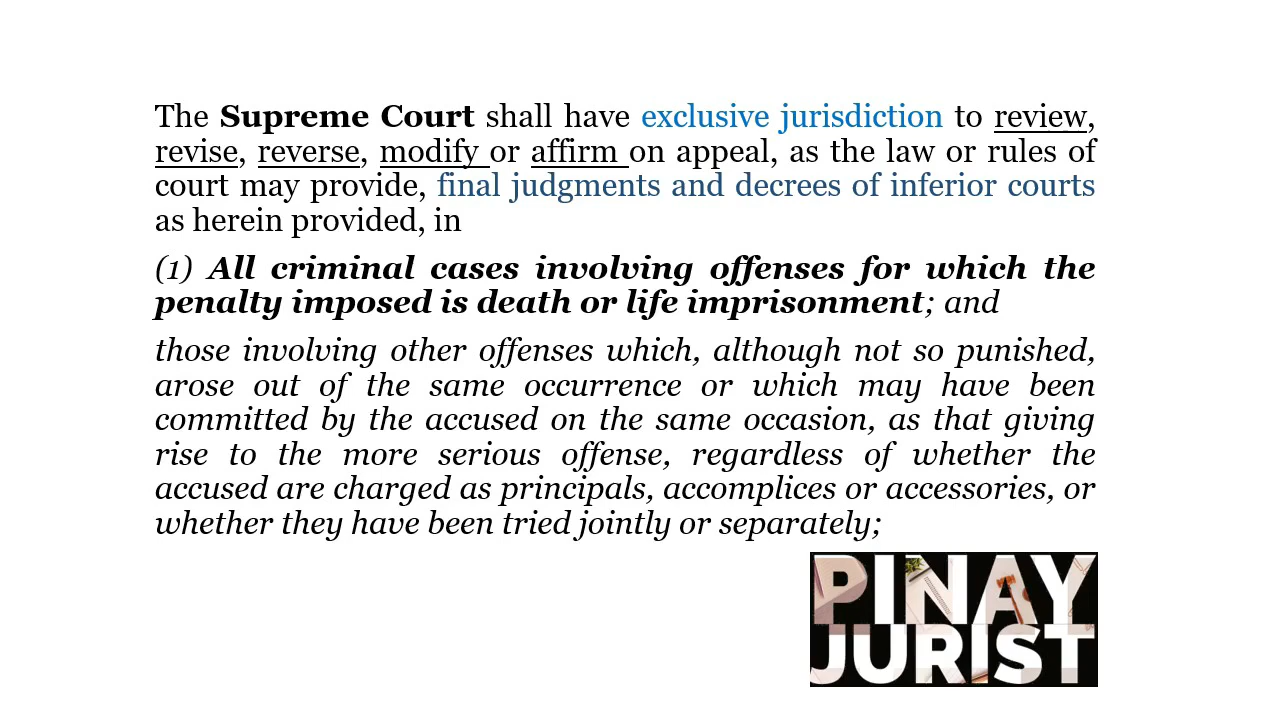 The Supreme Court shall have exclusive jurisdiction to review,
revise, reverse, modify or affirm on appeal, as the law or rules of
court may provide, final judgments and decrees of inferior courts
as herein provided, in
(1) All criminal cases involving offenses for which the
penalty imposed is death or life imprisonment; and
those involving other offenses which, although not so punished,
arose out of the same occurrence or which may have been
committed by the accused on the same occasion, as that giving
rise to the more serious offense, regardless of whether the
accused are charged as principals, accomplices or accessories, or
whether they have been tried jointly or separately;
PINAY
JURIST